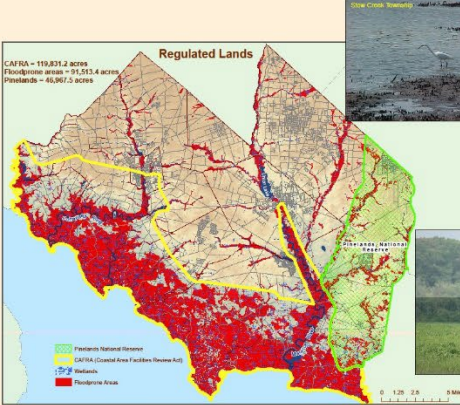 Stow Creek Township
Regulated Lands
CAFRA = 119,831.2 acres
Floodprone areas = 91,513.4 acres
Pinelands = 46,967.5 acres
Pinelands National
Reserve
Pinelands National Reserve
CAFRA (Coastal Area Facilities Review Act)
Wetlands
Floodprone Areas
0 1.25 2.5 5 Miles